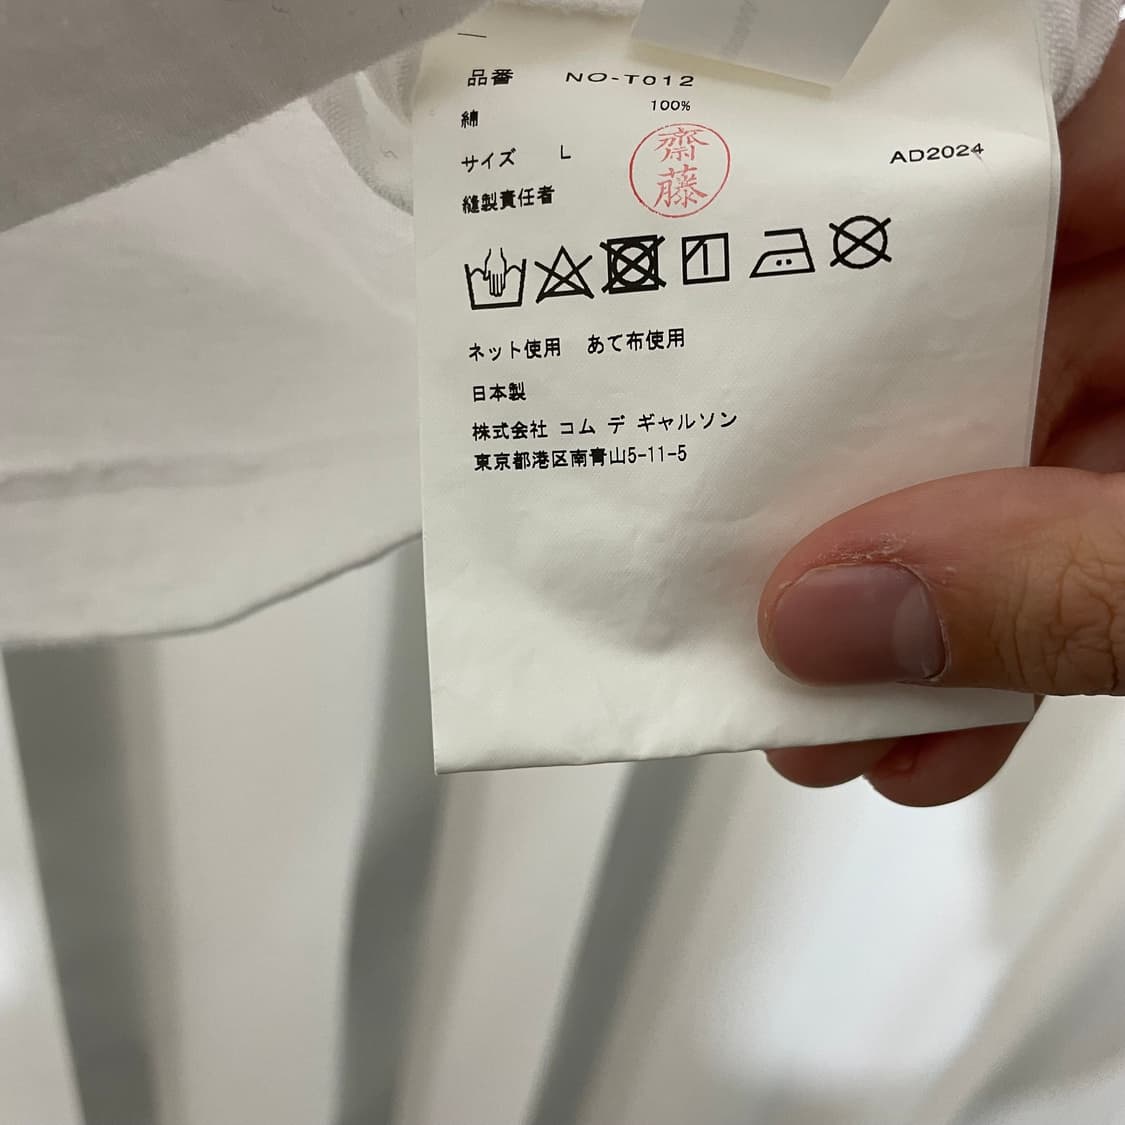 品番 NO-T012
綿 100%
サイズ L
AD2024
縫製責任者
齋藤
ネット使用 あて布使用
日本製
株式会社 コム デ ギャルソン
東京都港区南青山5-11-5